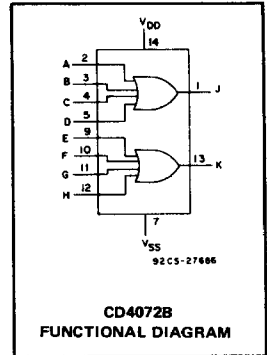 VDD
14
A 2
B 3
C 4
D 5
1 J
E 9
F 10
G 11
H 12
13 K
7
VSS
92CS-27686
CD4072B
FUNCTIONAL DIAGRAM